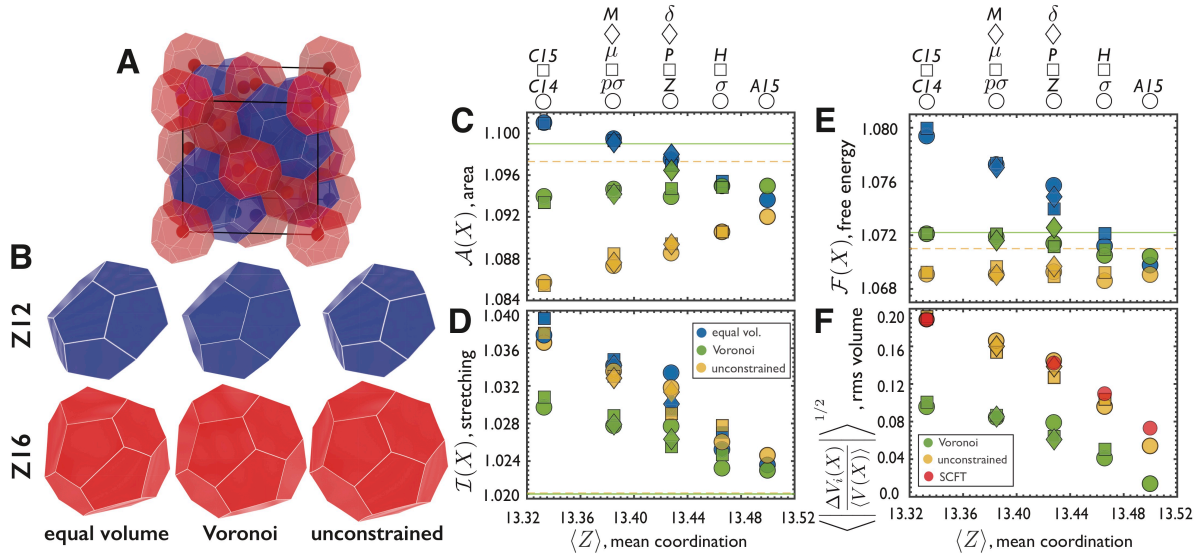 A
B
Z12
Z16
equal volume Voronoi unconstrained
M δ
μ P H
C15
C14 pσ Z σ A15
C
1.100
1.096
1.092
1.088
1.084
A(X), area
D
1.040
1.036
1.032
1.028
1.024
1.020
I(X), stretching
equal vol.
Voronoi
unconstrained
13.32 13.40 13.44 13.48 13.52
⟨Z⟩, mean coordination
M δ
μ P H
C15
C14 pσ Z σ A15
E
1.080
1.076
1.072
1.068
F(X), free energy
F
0.20
0.16
0.12
0.08
0.04
0.0
⟨ΔVi(X)/⟨V(X)⟩⟩^1/2, rms volume
Voronoi
unconstrained
SCFT
13.32 13.36 13.40 13.44 13.48 13.52
⟨Z⟩, mean coordination